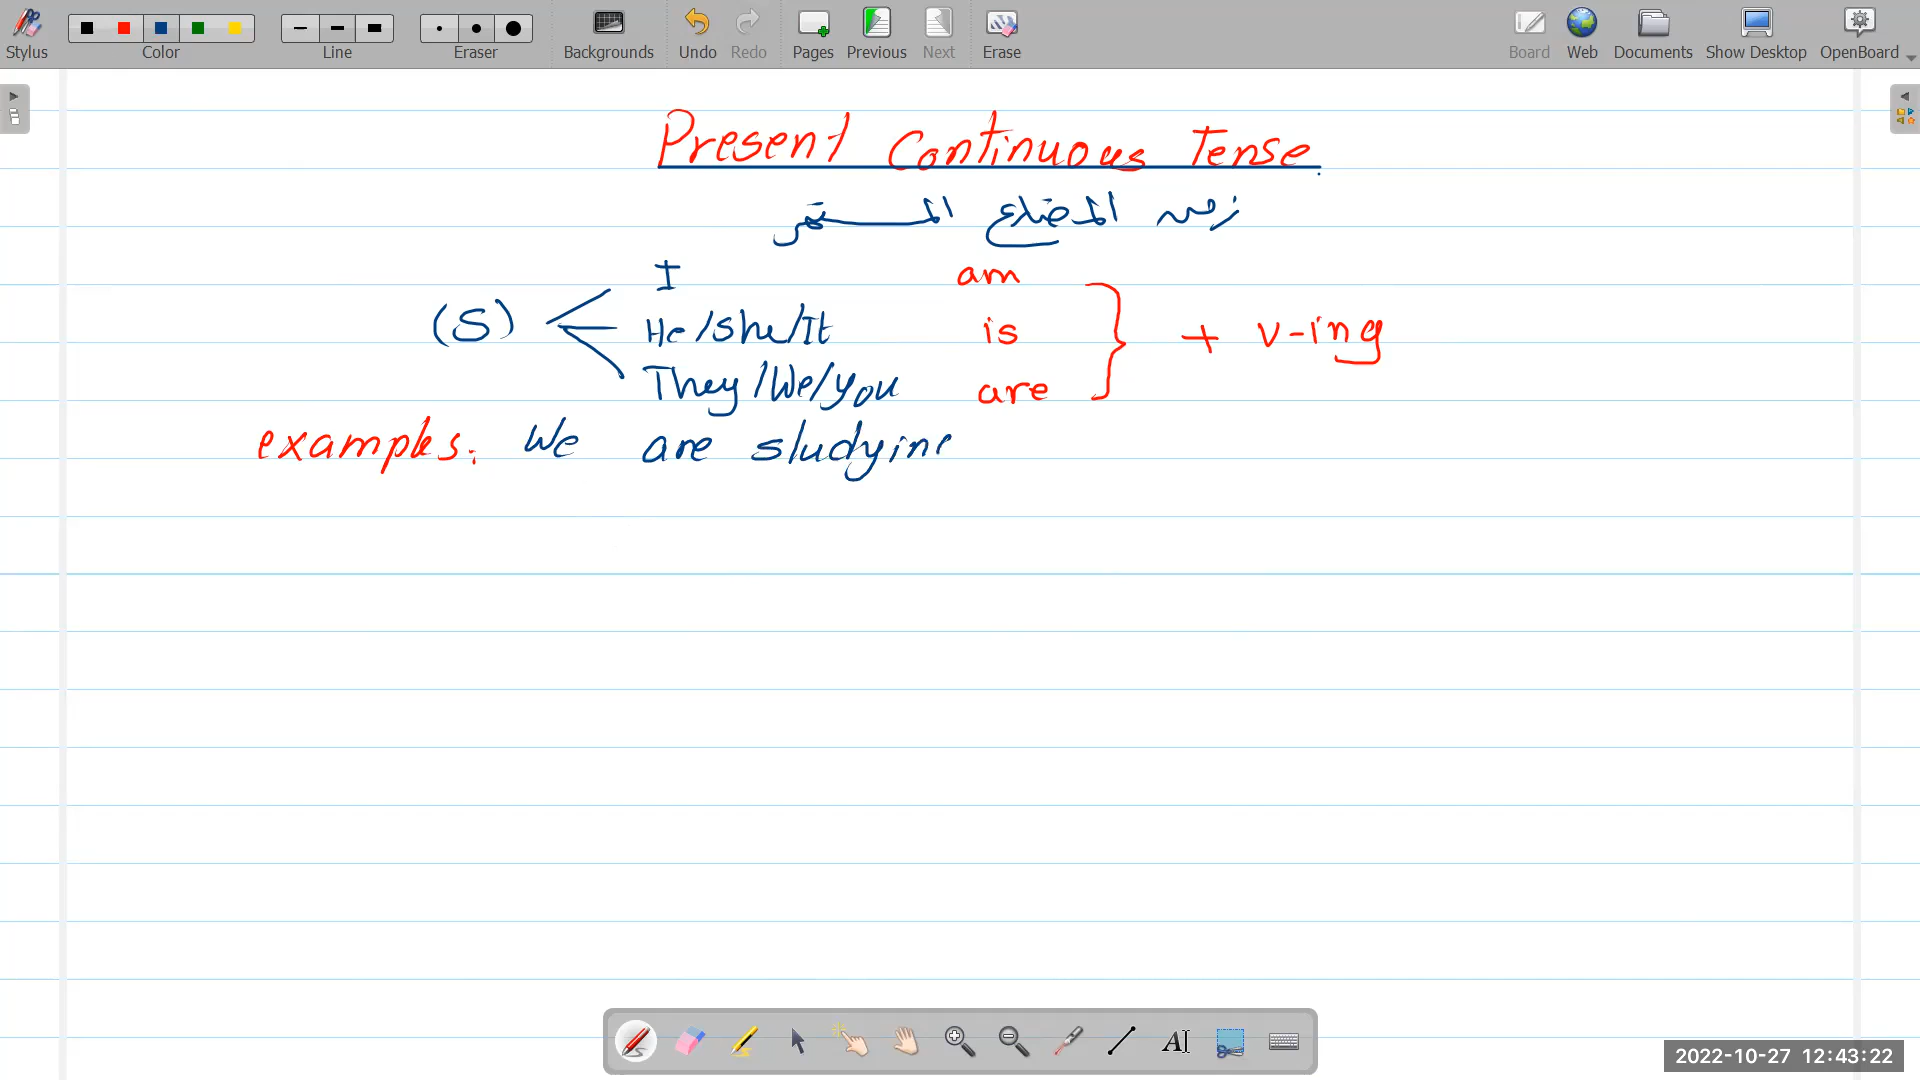 Stylus Color Line Eraser Backgrounds Undo Redo Pages Previous Next Erase Board Web Documents Show Desktop OpenBoard
Present Continuous Tense.
زمن المضارع المستمر
I am
(S) He/She/It is + v-ing
They/We/you are
examples: We are studyin
AI
2022-10-27 12:43:22